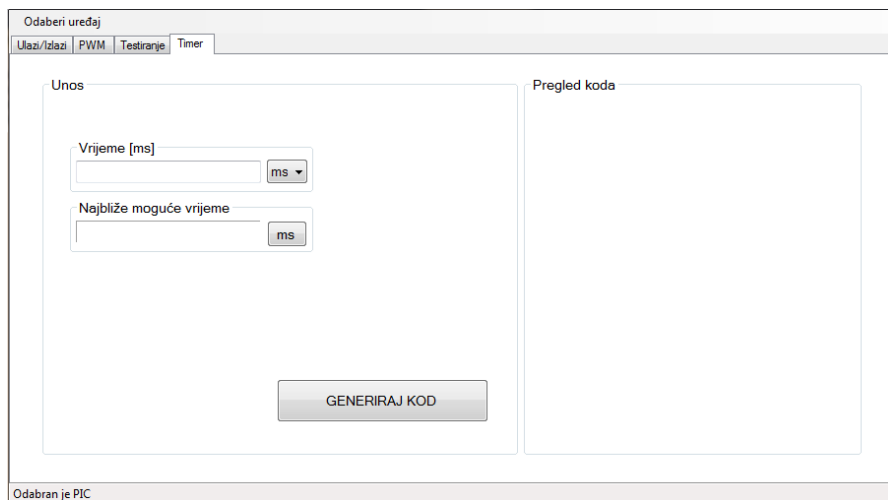 Odaberi uređaj
Ulazi/Izlazi PWM Testiranje Timer
Unos
Pregled koda
Vrijeme [ms]
ms
Najbliže moguće vrijeme
ms
GENERIRAJ KOD
Odabran je PIC